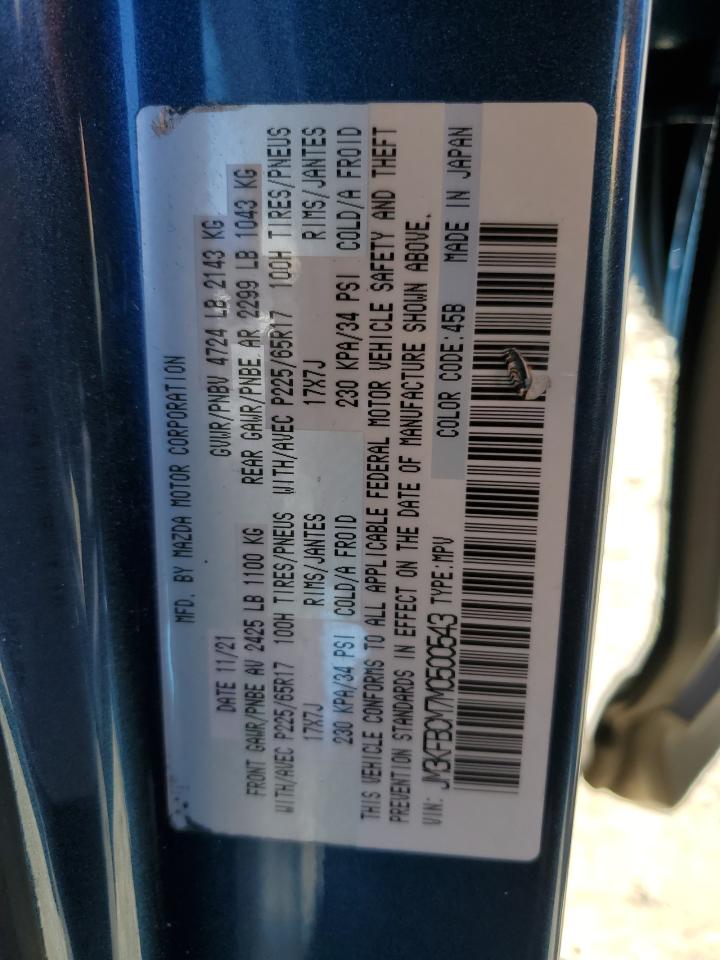 MFD. BY MAZDA MOTOR CORPORATION
DATE 11/21 GVWR/PNBV 4724 LB 2143 KG
FRONT GAWR/PNBE AV 2425 LB 1100 KG REAR GAWR/PNBE AR 2299 LB 1043 KG
WITH/AVEC P225/65R17 100H TIRES/PNEUS WITH/AVEC P225/65R17 100H TIRES/PNEUS
17X7J RIMS/JANTES 17X7J RIMS/JANTES
230 KPA/34 PSI COLD/A FROID 230 KPA/34 PSI COLD/A FROID
THIS VEHICLE CONFORMS TO ALL APPLICABLE FEDERAL MOTOR VEHICLE SAFETY AND THEFT
PREVENTION STANDARDS IN EFFECT ON THE DATE OF MANUFACTURE SHOWN ABOVE.
VIN: JM3KFBCM7M0500543 TYPE:MPV COLOR CODE:45B MADE IN JAPAN